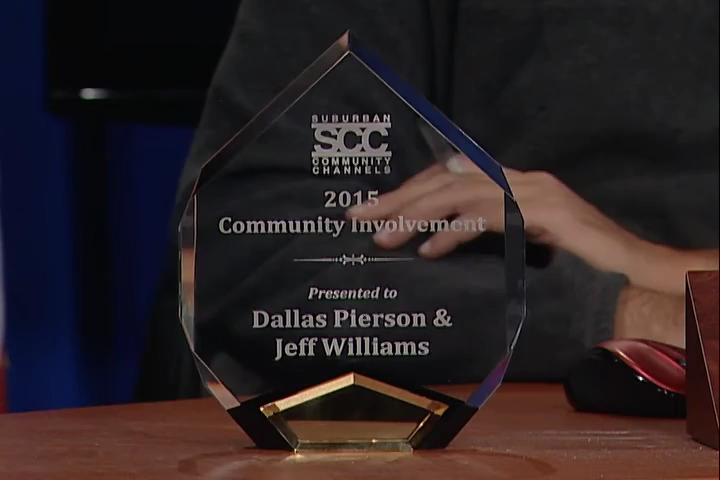 SUBURBAN
SCC
COMMUNITY
CHANNELS
2015
Community Involvement
Presented to
Dallas Pierson &
Jeff Williams